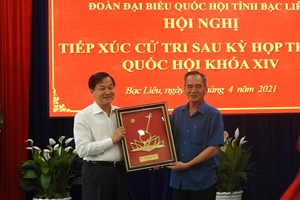 ĐOÀN ĐẠI BIỂU QUỐC HỘI TỈNH BẠC LIÊU
HỘI NGHỊ
TIẾP XÚC CỬ TRI SAU KỲ HỌP TH
QUỐC HỘI KHÓA XIV
Bạc Liêu, ngày tháng 4 năm 2021